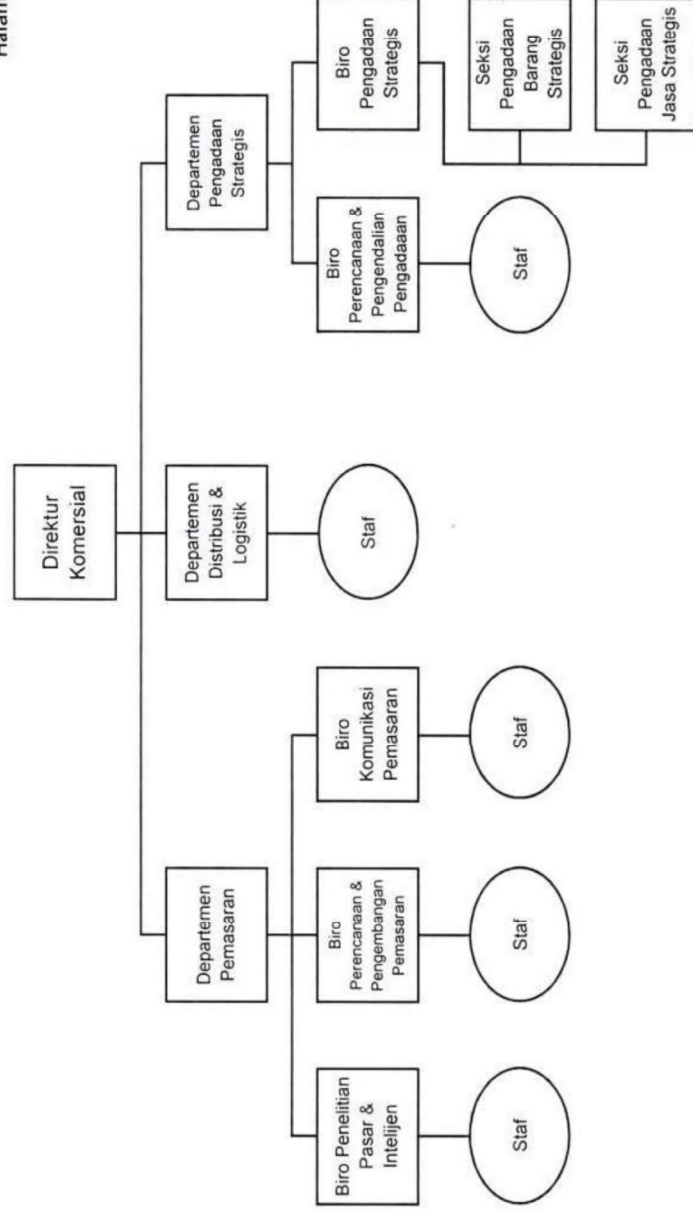 Halam
Direktur
Komersial
Departemen
Pemasaran
Departemen
Distribusi &
Logistik
Departemen
Pengadaan
Strategis
Biro Penelitian
Pasar &
Intelijen
Biro
Perencanaan &
Pengembangan
Pemasaran
Biro
Komunikasi
Pemasaran
Staf
Biro
Perencanaan &
Pengendalian
Pengadaaan
Biro
Pengadaan
Strategis
Staf
Staf
Staf
Staf
Seksi
Pengadaan
Barang
Strategis
Seksi
Pengadaan
Jasa Strategis